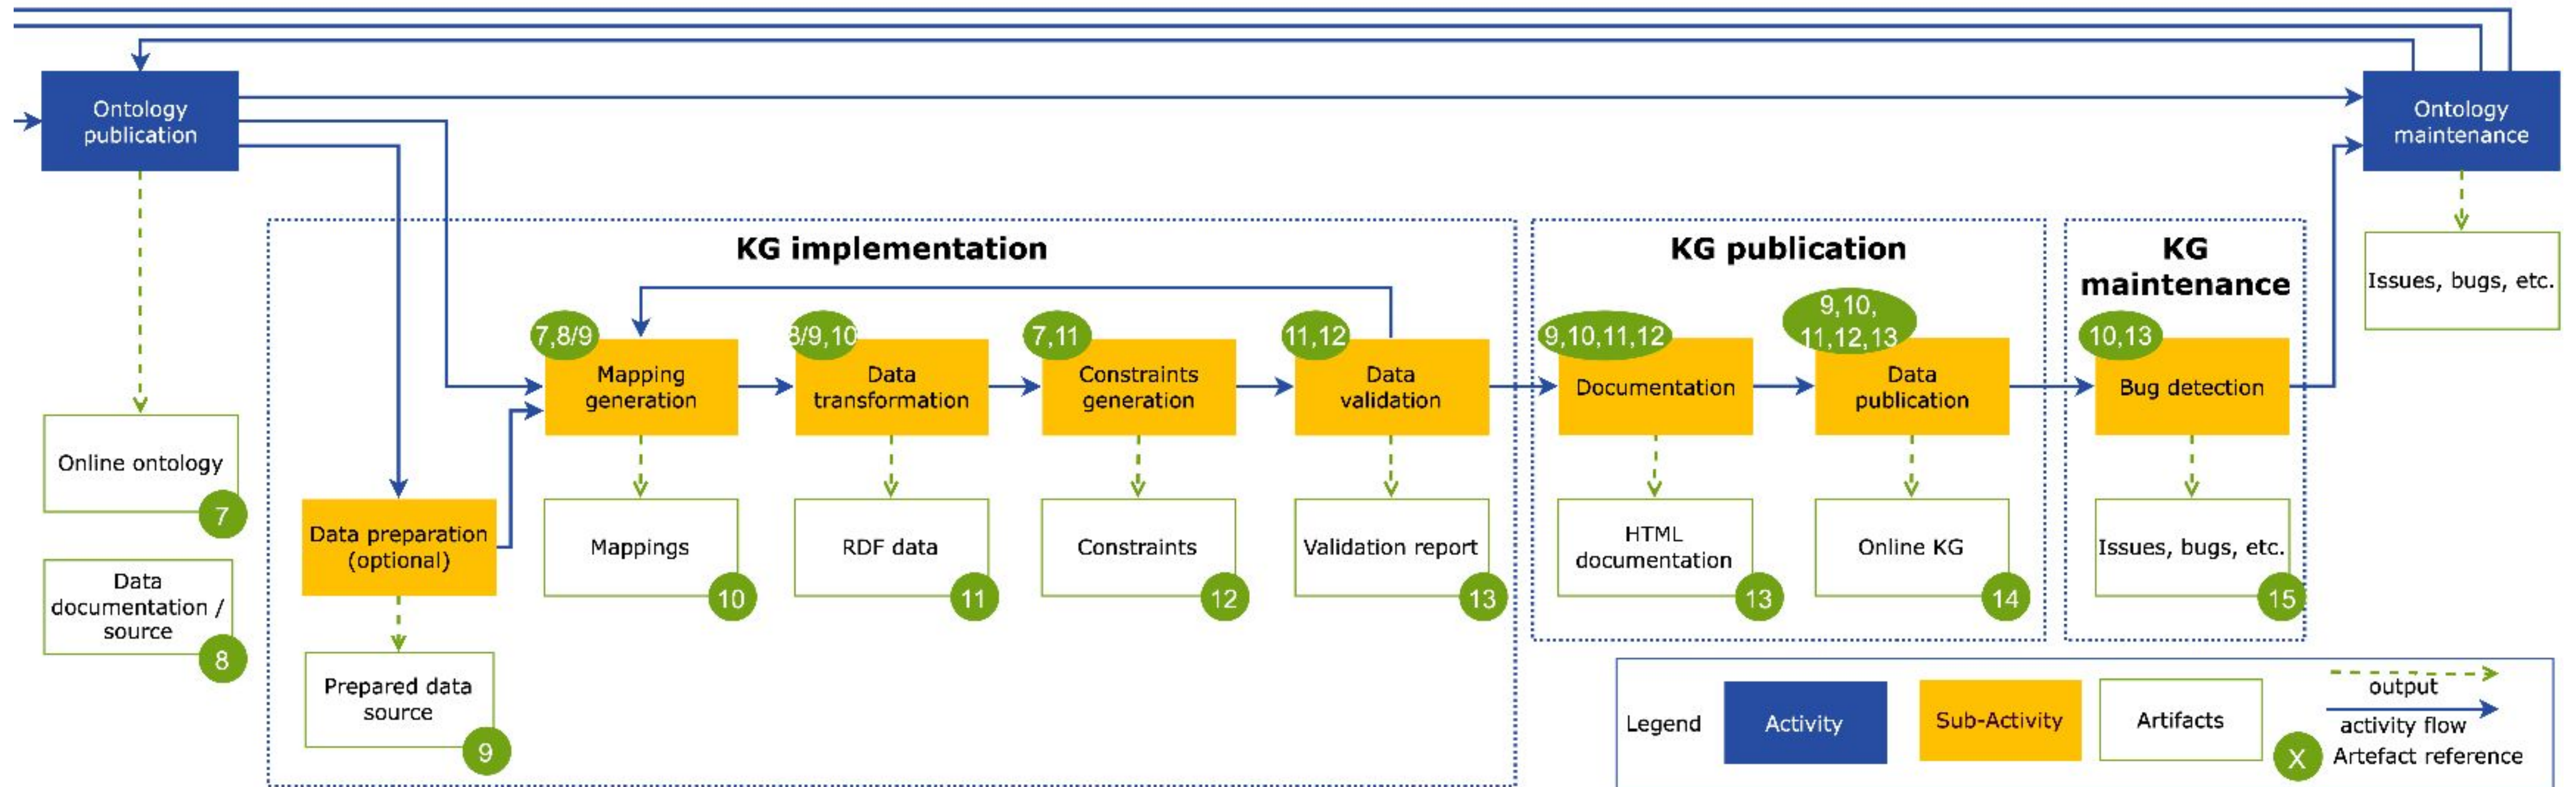 Ontology
publication
Ontology
maintenance
KG implementation
KG publication
KG
maintenance
Issues, bugs, etc.
7,8/9
8/9,10
7,11
11,12
9,10,11,12
9,10,
11,12,13
10,13
Mapping
generation
Data
transformation
Constraints
generation
Data
validation
Documentation
Data
publication
Bug detection
Online ontology
7
Data preparation
(optional)
Mappings
10
RDF data
11
Constraints
12
Validation report
13
HTML
documentation
13
Online KG
14
Issues, bugs, etc.
15
Data
documentation /
source
8
Prepared data
source
9
Legend
Activity
Sub-Activity
Artifacts
output
activity flow
X
Artefact reference